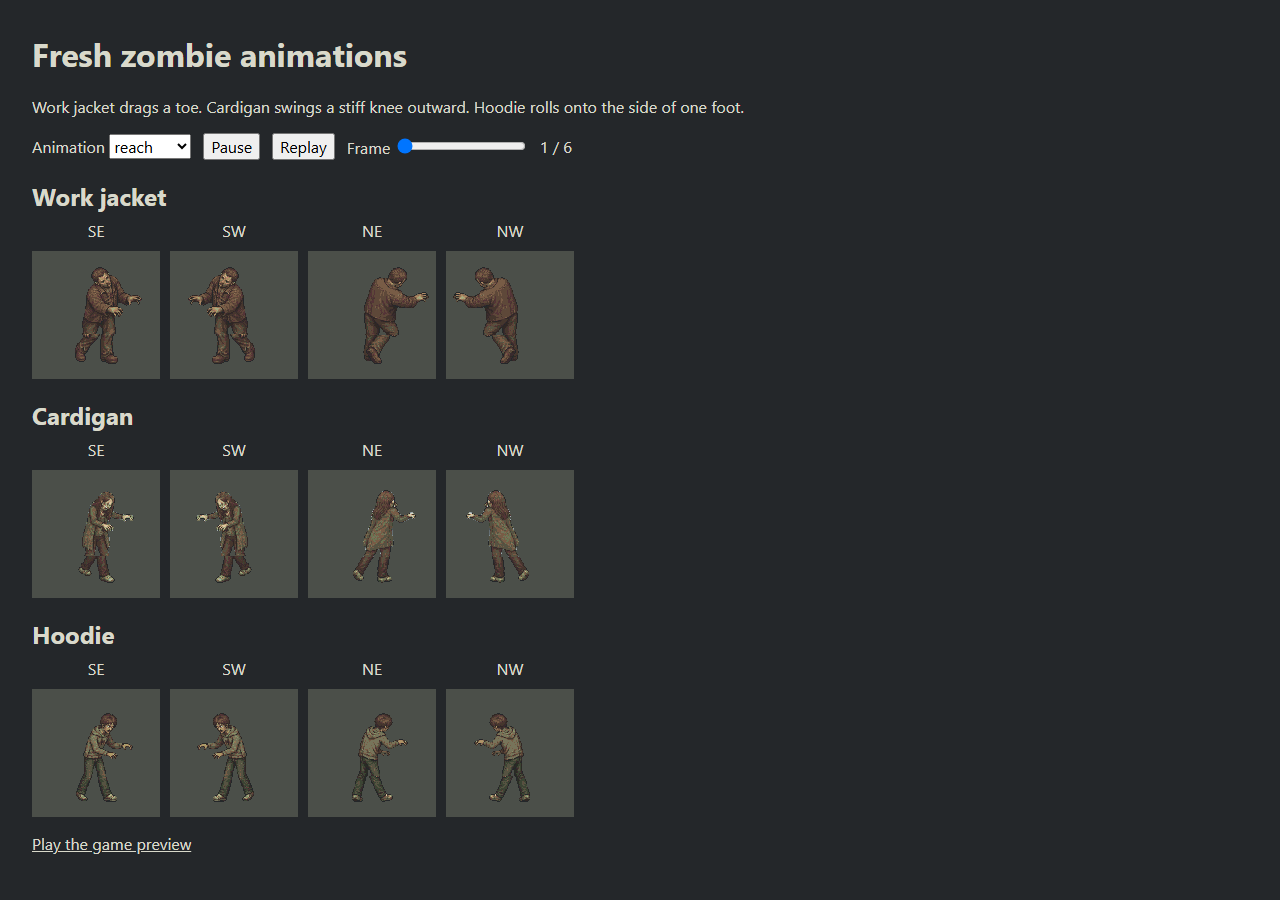 Fresh zombie animations
Work jacket drags a toe. Cardigan swings a stiff knee outward. Hoodie rolls onto the side of one foot.
Animation reach Pause Replay Frame 1 / 6
Work jacket
SE SW NE NW
Cardigan
SE SW NE NW
Hoodie
SE SW NE NW
Play the game preview